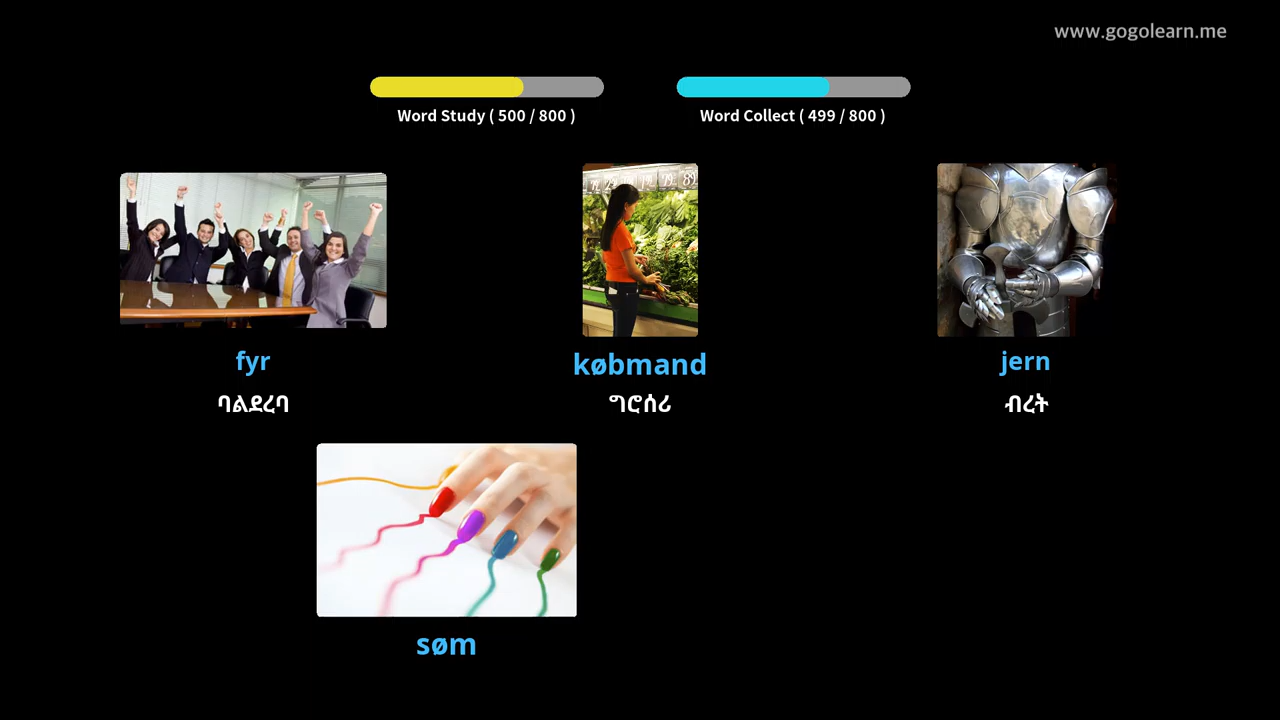 www.gogolearn.me
Word Study ( 500 / 800 )
Word Collect ( 499 / 800 )
fyr
købmand
jern
ባልደረባ
ግሮሰሪ
ብረት
søm